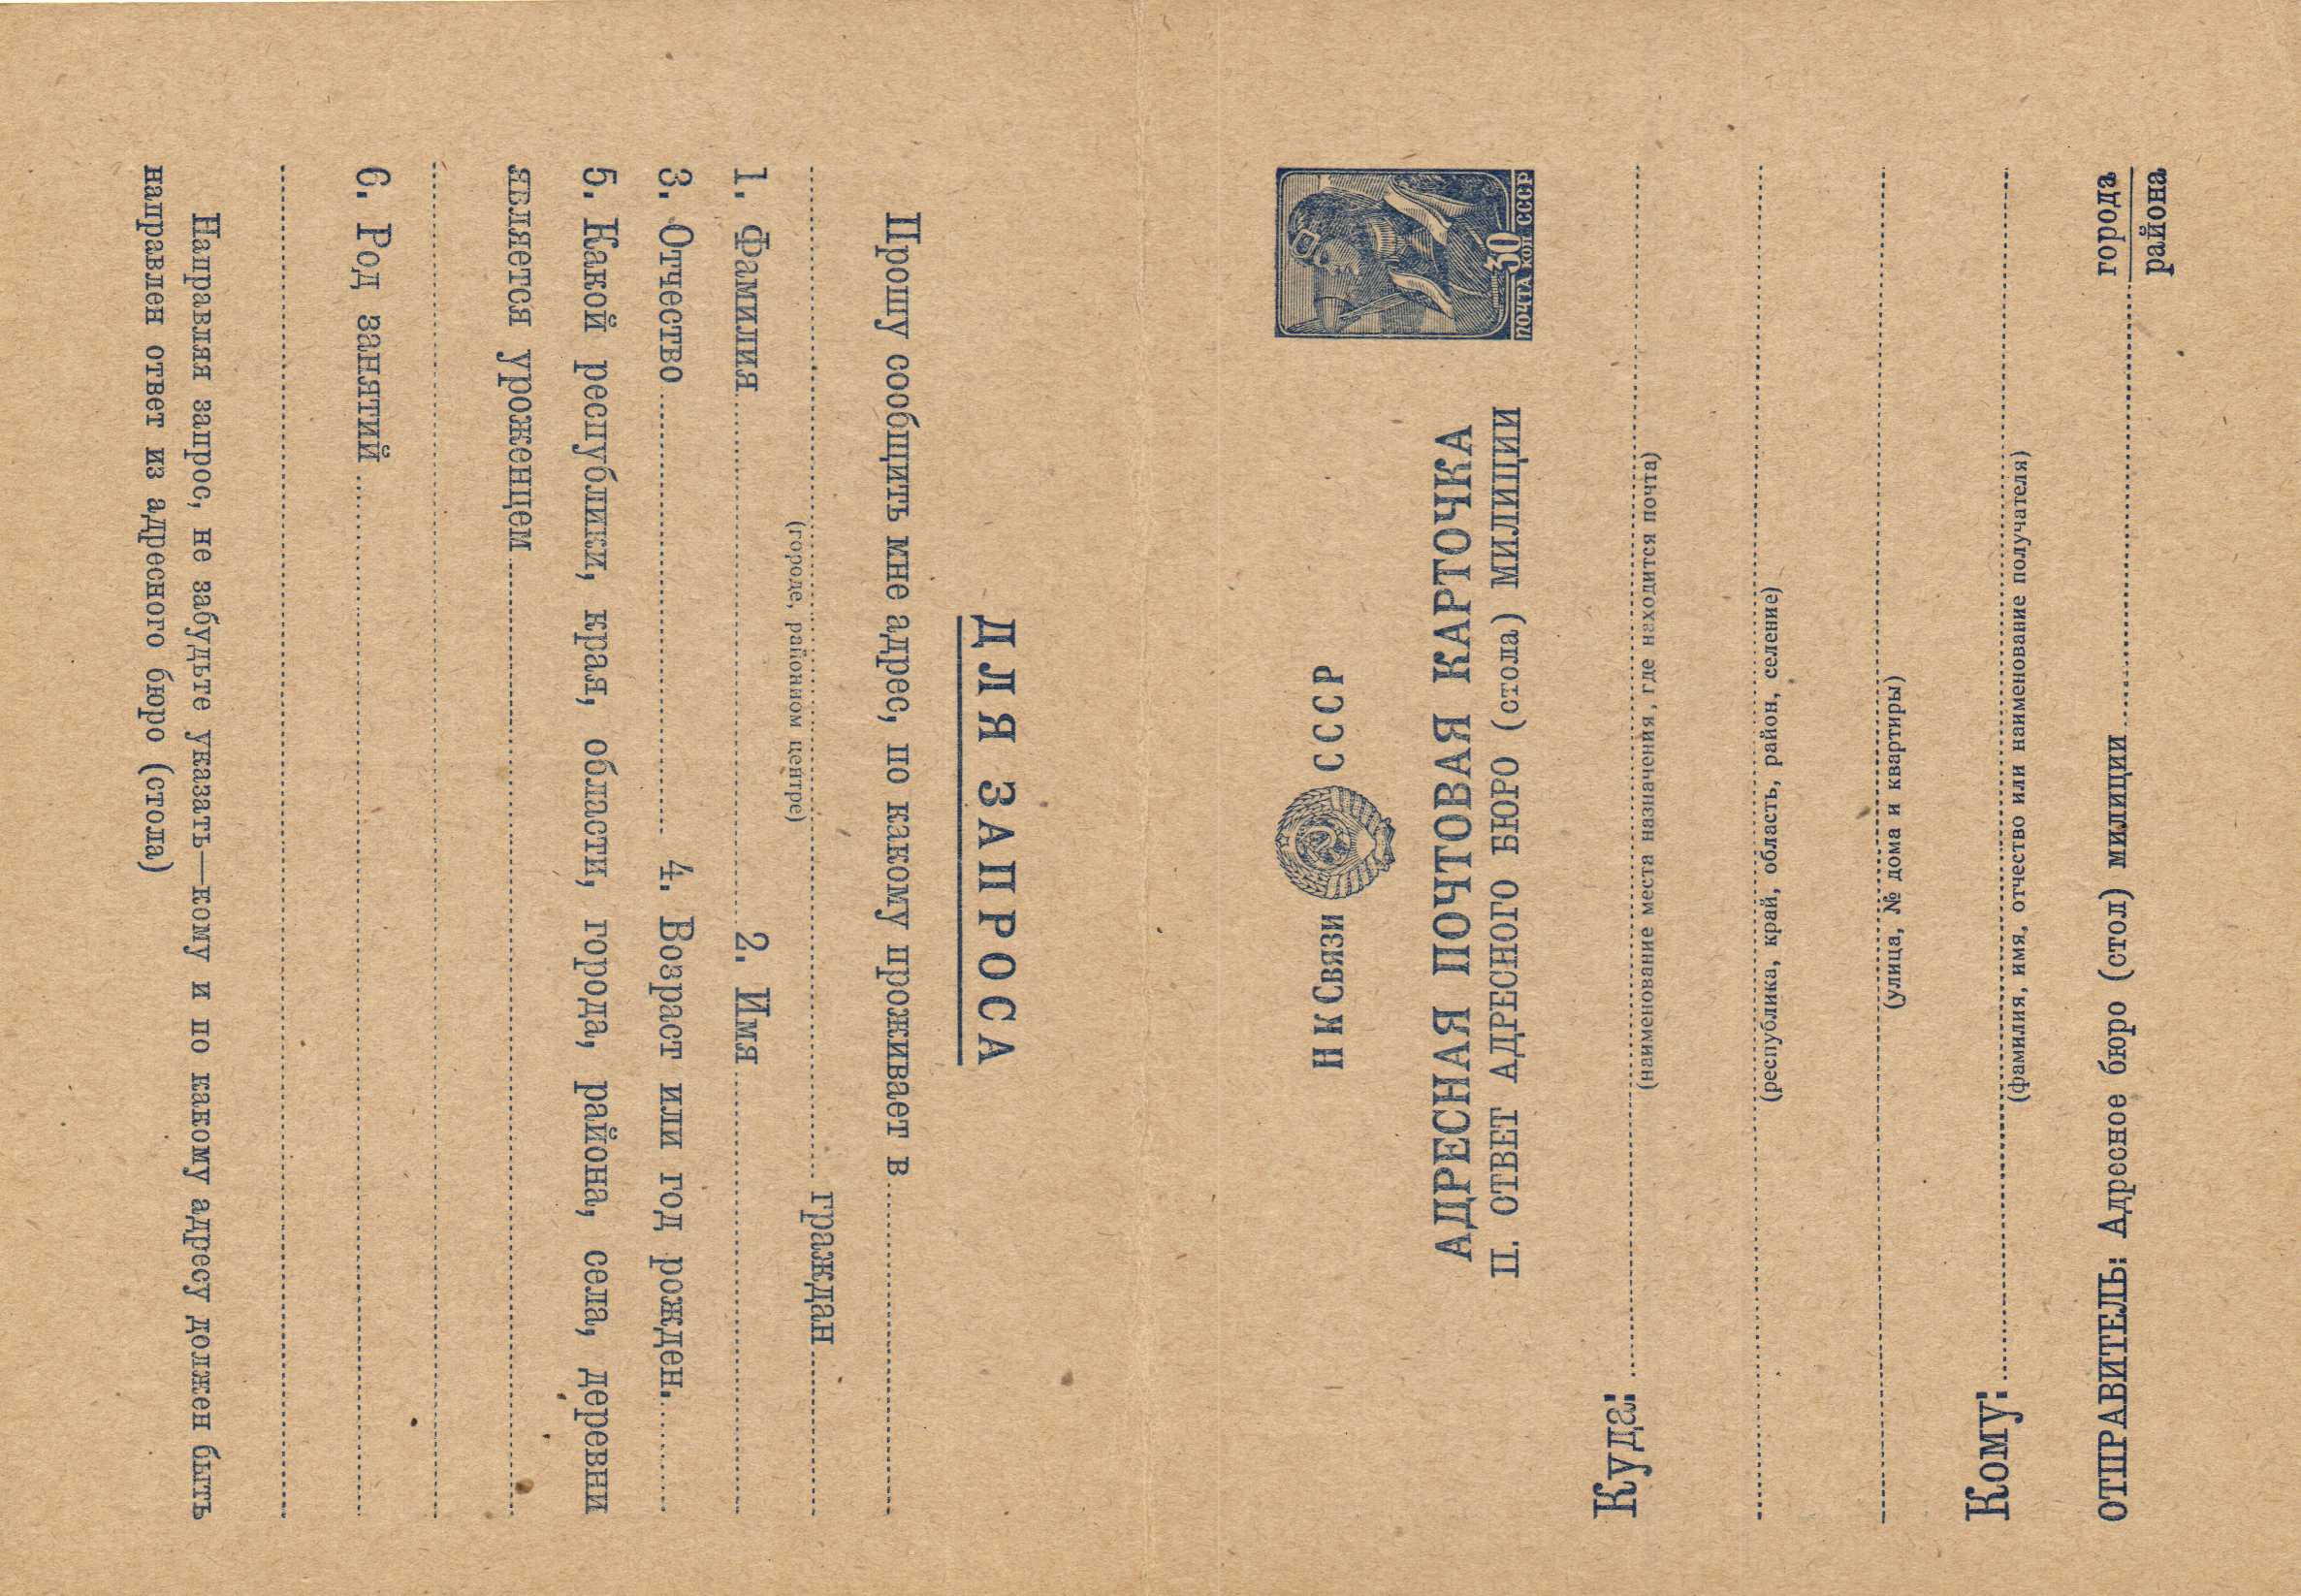 ДЛЯ ЗАПРОСА
Прошу сообщить мне адрес, по какому проживает в
граждан
(городе, районном центре)
1. Фамилия 2. Имя
3. Отчество 4. Возраст или год рожден.
5. Какой республики, края, области, города, района, села, деревни
является уроженцем
6. Род занятий
Направляя запрос, не забудьте указать—кому и по какому адресу должен быть
направлен ответ из адресного бюро (стола)
30
ПОЧТА КОП СССР
НК Связи СССР
АДРЕСНАЯ ПОЧТОВАЯ КАРТОЧКА
II. ОТВЕТ АДРЕСНОГО БЮРО (стола) МИЛИЦИИ
Куда:
(наименование места назначения, где находится почта)
(республика, край, область, район, селение)
(улица, № дома и квартиры)
Кому:
(фамилия, имя, отчество или наименование получателя)
ОТПРАВИТЕЛЬ: Адресное бюро (стол) милиции города
района